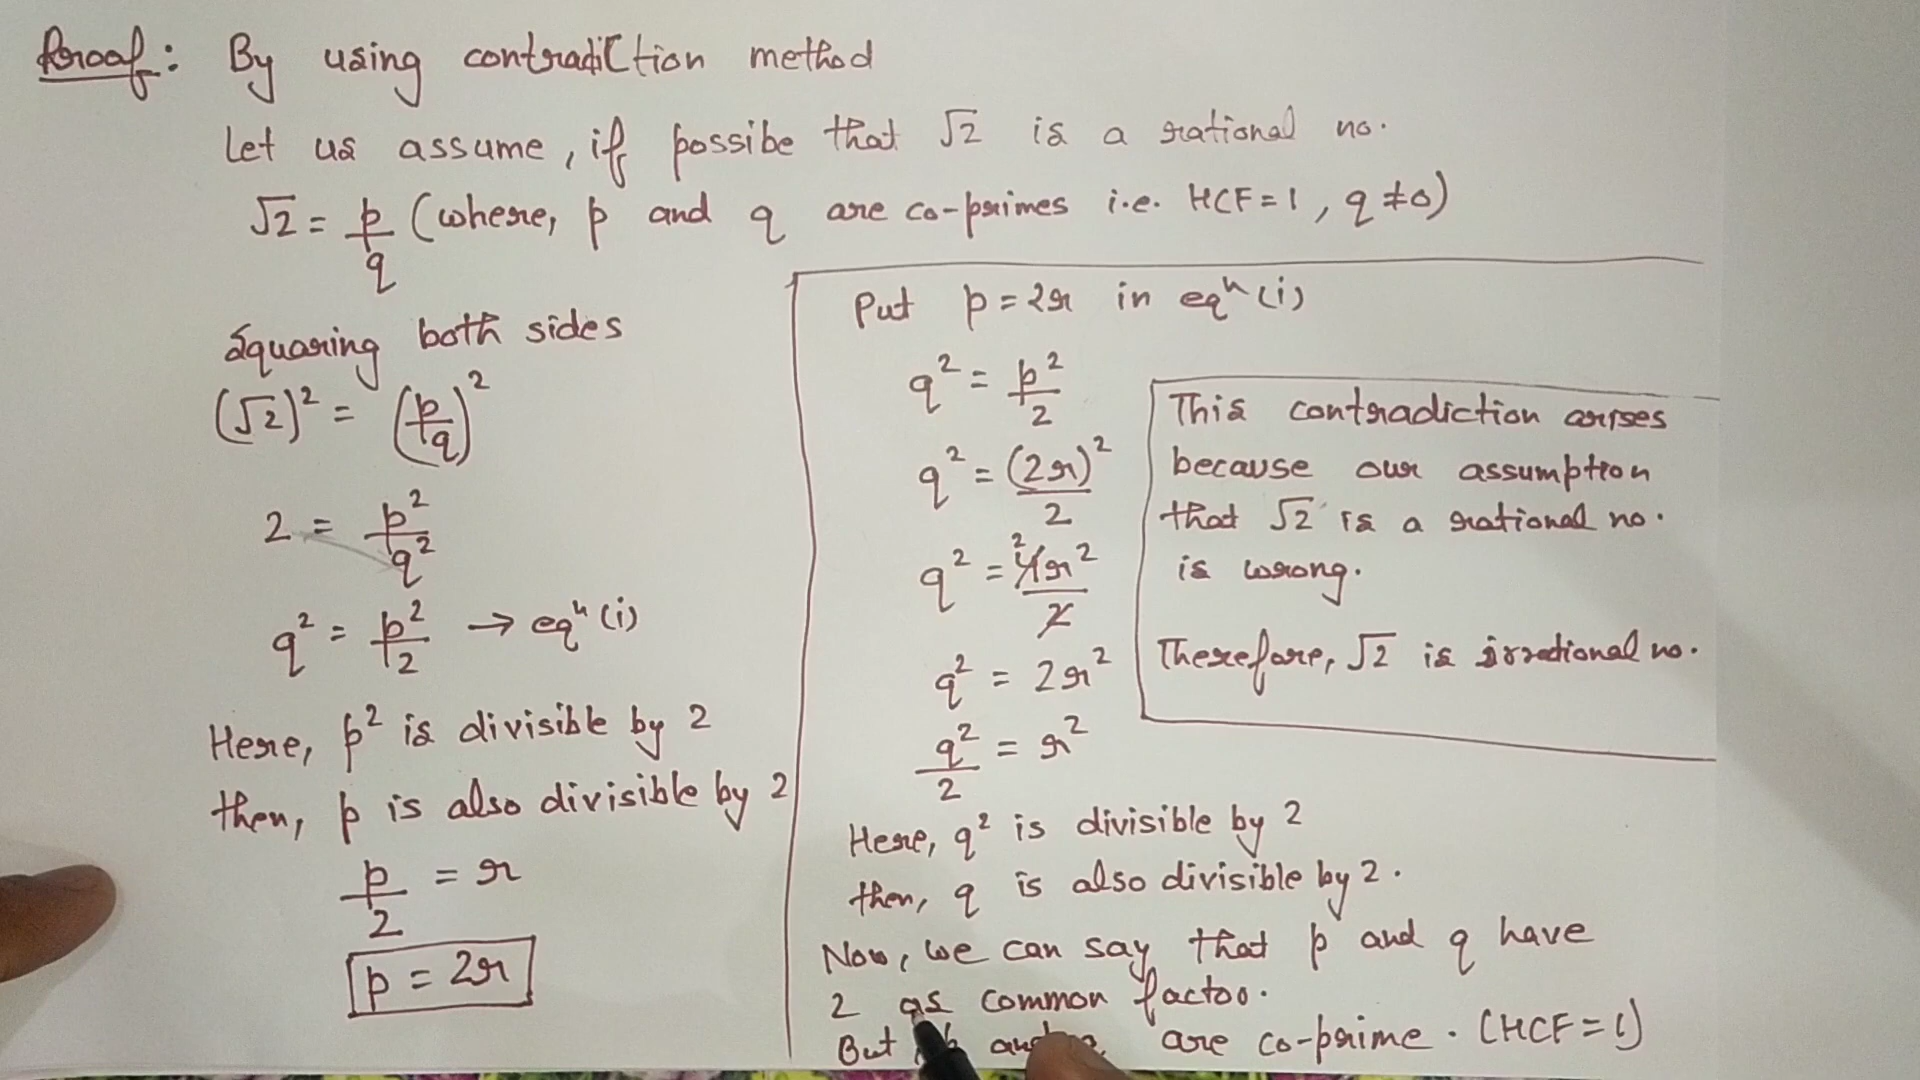 Proof: By using contradiction method
Let us assume, if possibe that √2 is a rational no.
√2 = p/q (where, p and q are co-primes i.e. HCF=1, q≠0)
Squaring both sides
(√2)² = (p/q)²
2 = p²/q²
q² = p²/2 → eqⁿ (i)
Here, p² is divisible by 2
then, p is also divisible by 2
p/2 = r
p = 2r
Put p = 2r in eqⁿ (i)
q² = p²/2
q² = (2r)²/2
q² = ²4r²/2
q² = 2r²
q²/2 = r²
Here, q² is divisible by 2
then, q is also divisible by 2.
Now, we can say that p and q have
2 as common factor.
But are co-prime. (HCF=1)
This contradiction arises
because our assumption
that √2 is a rational no.
is wrong.
Therefore, √2 is irrational no.